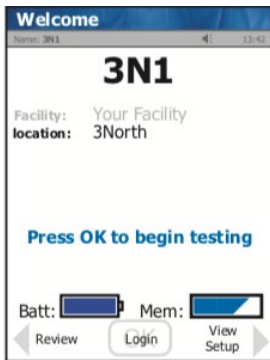 Welcome
Name: 3N1 13:42
3N1
Facility: Your Facility
location: 3North
Press OK to begin testing
Batt: Mem:
Review Login View Setup